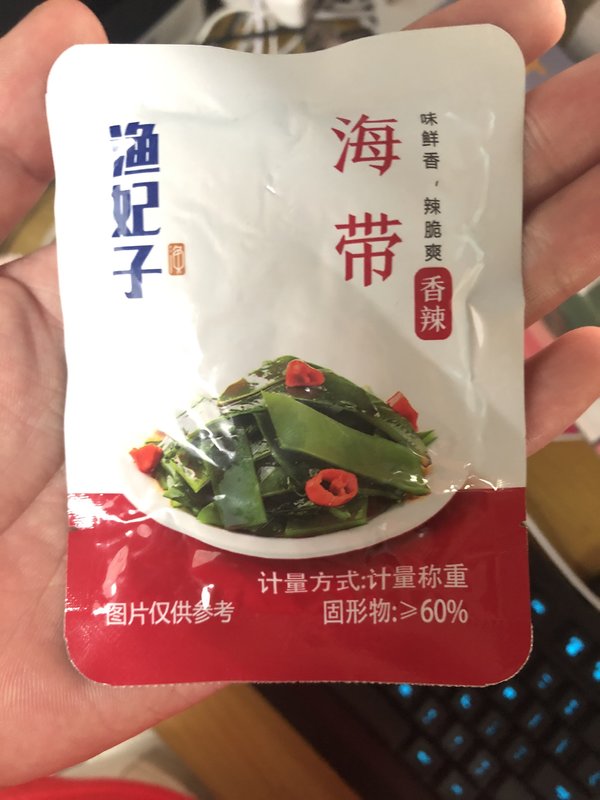 渔妃子
海带
味鲜香，辣脆爽
香辣
计量方式:计量称重
图片仅供参考
固形物:≥60%